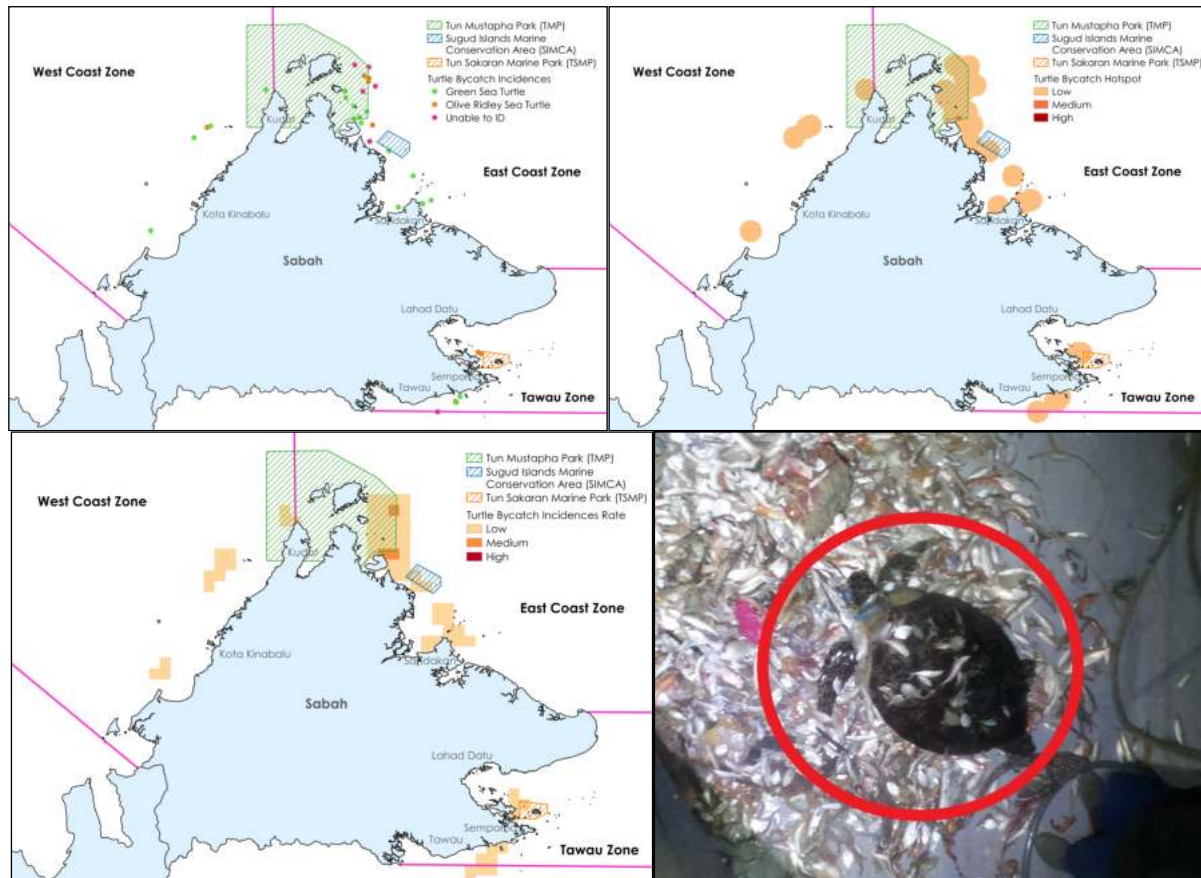 Tun Mustapha Park (TMP)
Sugud Islands Marine
Conservation Area (SIMCA)
Tun Sakaran Marine Park (TSMP)
Turtle Bycatch Incidences
Green Sea Turtle
Olive Ridley Sea Turtle
Unable to ID
West Coast Zone
Kudat
East Coast Zone
Kota Kinabalu
Sandakan
Sabah
Lahad Datu
Semporna
Tawau
Tawau Zone
Tun Mustapha Park (TMP)
Sugud Islands Marine
Conservation Area (SIMCA)
Tun Sakaran Marine Park (TSMP)
Turtle Bycatch Hotspot
Low
Medium
High
West Coast Zone
Kudat
East Coast Zone
Kota Kinabalu
Sandakan
Sabah
Lahad Datu
Semporna
Tawau
Tawau Zone
Tun Mustapha Park (TMP)
Sugud Islands Marine
Conservation Area (SIMCA)
Tun Sakaran Marine Park (TSMP)
Turtle Bycatch Incidences Rate
Low
Medium
High
West Coast Zone
Kudat
East Coast Zone
Kota Kinabalu
Sandakan
Sabah
Lahad Datu
Semporna
Tawau
Tawau Zone